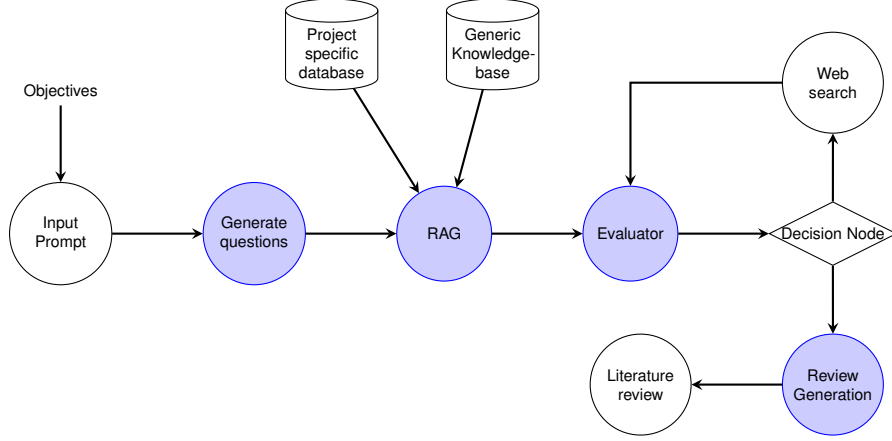 Project
specific
database
Generic
Knowledge-
base
Web
search
Objectives
Input
Prompt
Generate
questions
RAG
Evaluator
Decision Node
Literature
review
Review
Generation